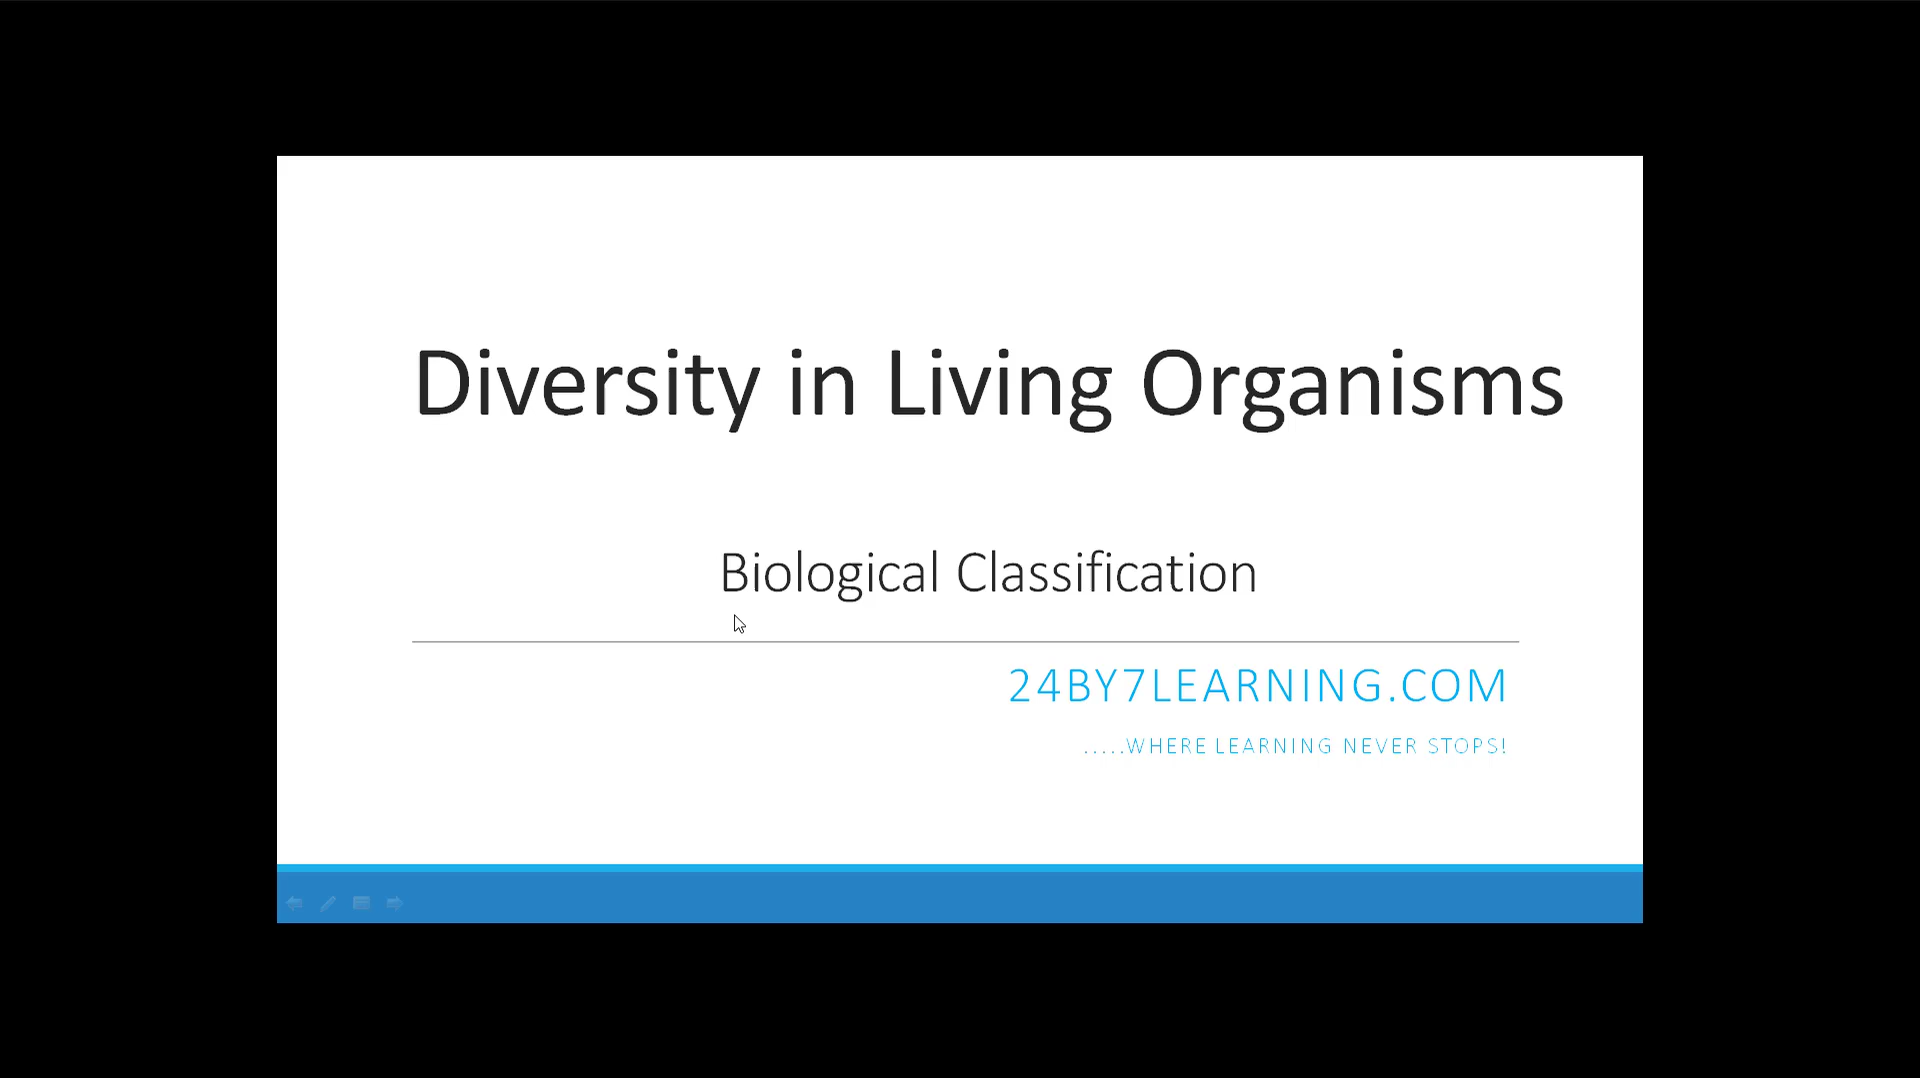 Diversity in Living Organisms
Biological Classification
24BY7LEARNING.COM
.....WHERE LEARNING NEVER STOPS!